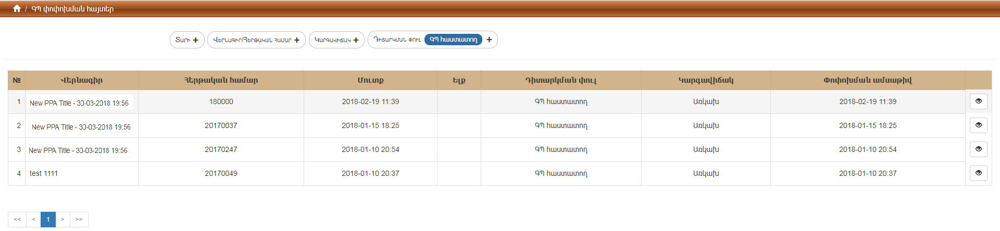 / ԳՊ փոփոխման հայտեր
Տարի + Վերնագիր/Հերթական համար + Կարգավիճակ + Դիտարկման փուլ ԳՊ հաստատող +
№ Վերնագիր Հերթական համար Մուտք Ելք Դիտարկման փուլ Կարգավիճակ Փոփոխման ամսաթիվ
1 New PPA Title - 30-03-2018 19:56 180000 2018-02-19 11:39 ԳՊ հաստատող Առկախ 2018-02-19 11:39
2 New PPA Title - 30-03-2018 19:56 20170037 2018-01-15 18:25 ԳՊ հաստատող Առկախ 2018-01-15 18:25
3 New PPA Title - 30-03-2018 19:56 20170247 2018-01-10 20:54 ԳՊ հաստատող Առկախ 2018-01-10 20:54
4 test 1111 20170049 2018-01-10 20:37 ԳՊ հաստատող Առկախ 2018-01-10 20:37
<< < 1 > >>